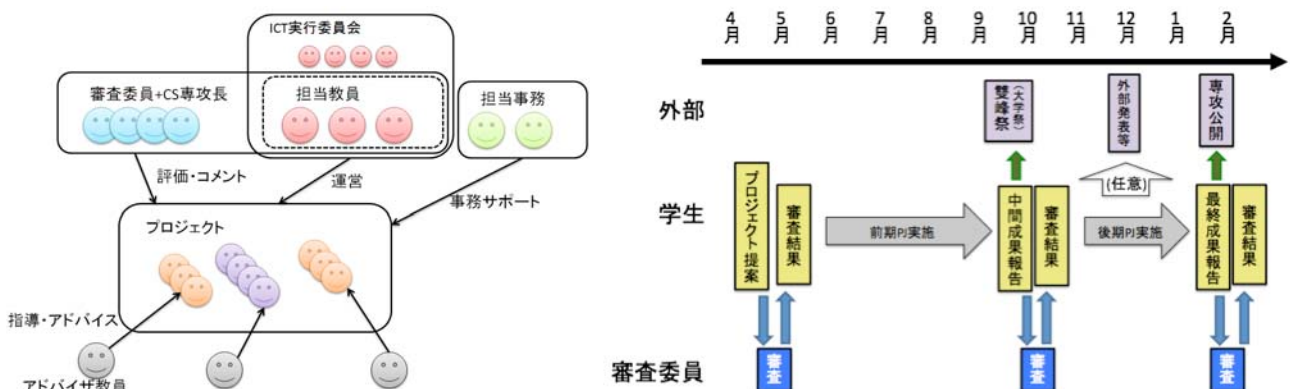 ICT実行委員会
審査委員+CS専攻長
担当教員
担当事務
評価・コメント
運営
事務サポート
プロジェクト
指導・アドバイス
アドバイザ教員
4月
5月
6月
7月
8月
9月
10月
11月
12月
1月
2月
外部
雙峰祭
(大学祭)
外部発表等
専攻公開
学生
プロジェクト提案
審査結果
前期PJ実施
中間成果報告
審査結果
(任意)
後期PJ実施
最終成果報告
審査結果
審査委員
審査
審査
審査